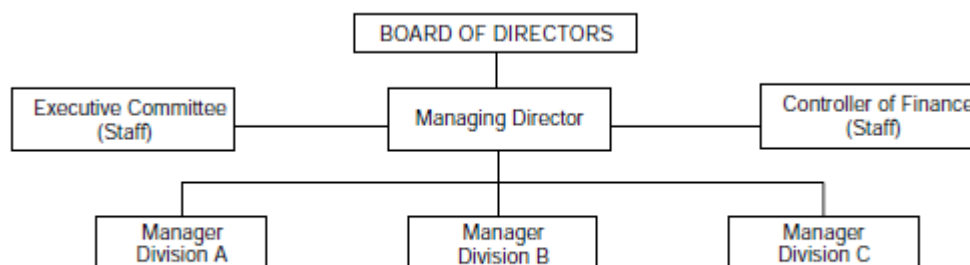 BOARD OF DIRECTORS
Executive Committee
(Staff)
Managing Director
Controller of Finance
(Staff)
Manager
Division A
Manager
Division B
Manager
Division C